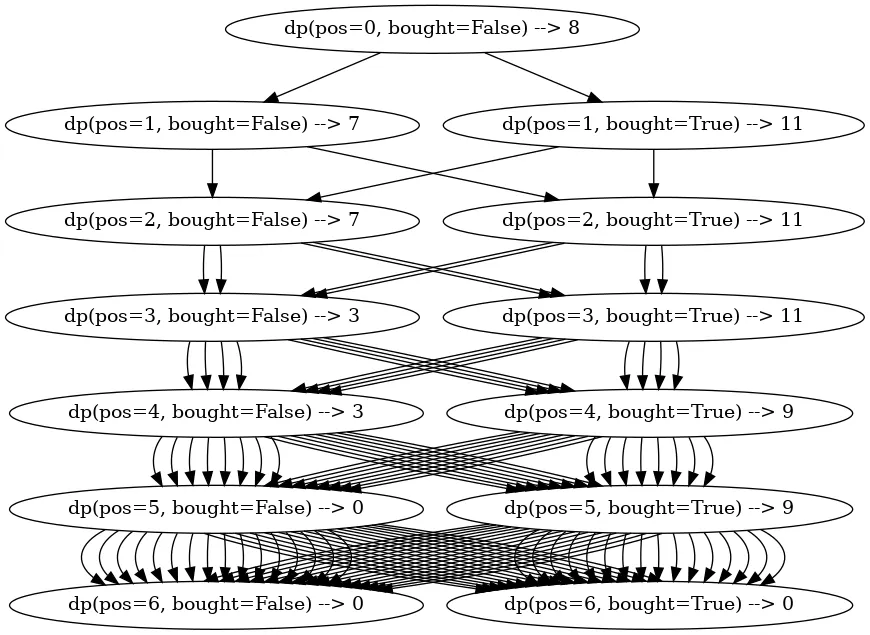 dp(pos=0, bought=False) --> 8
dp(pos=1, bought=False) --> 7
dp(pos=1, bought=True) --> 11
dp(pos=2, bought=False) --> 7
dp(pos=2, bought=True) --> 11
dp(pos=3, bought=False) --> 3
dp(pos=3, bought=True) --> 11
dp(pos=4, bought=False) --> 3
dp(pos=4, bought=True) --> 9
dp(pos=5, bought=False) --> 0
dp(pos=5, bought=True) --> 9
dp(pos=6, bought=False) --> 0
dp(pos=6, bought=True) --> 0